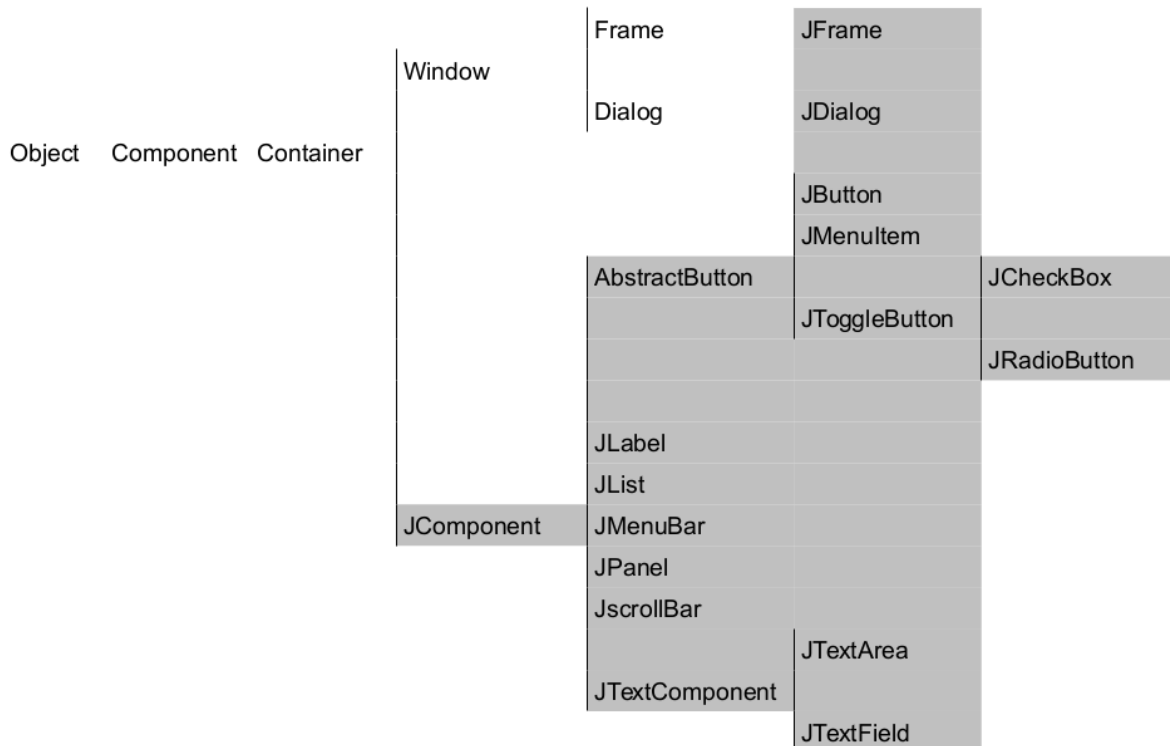 Frame JFrame
Window
Dialog JDialog
Object Component Container
JButton
JMenuItem
AbstractButton JCheckBox
JToggleButton
JRadioButton
JLabel
JList
JComponent JMenuBar
JPanel
JscrollBar
JTextArea
JTextComponent
JTextField